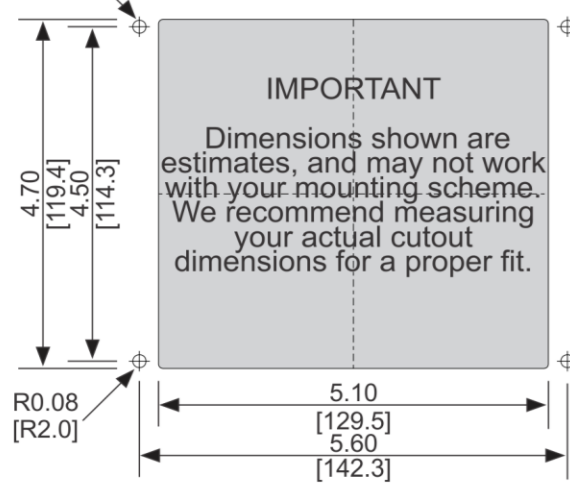 IMPORTANT
Dimensions shown are
estimates, and may not work
with your mounting scheme.
We recommend measuring
your actual cutout
dimensions for a proper fit.
4.70
[119.4]
4.50
[114.3]
R0.08
[R2.0]
5.10
[129.5]
5.60
[142.3]